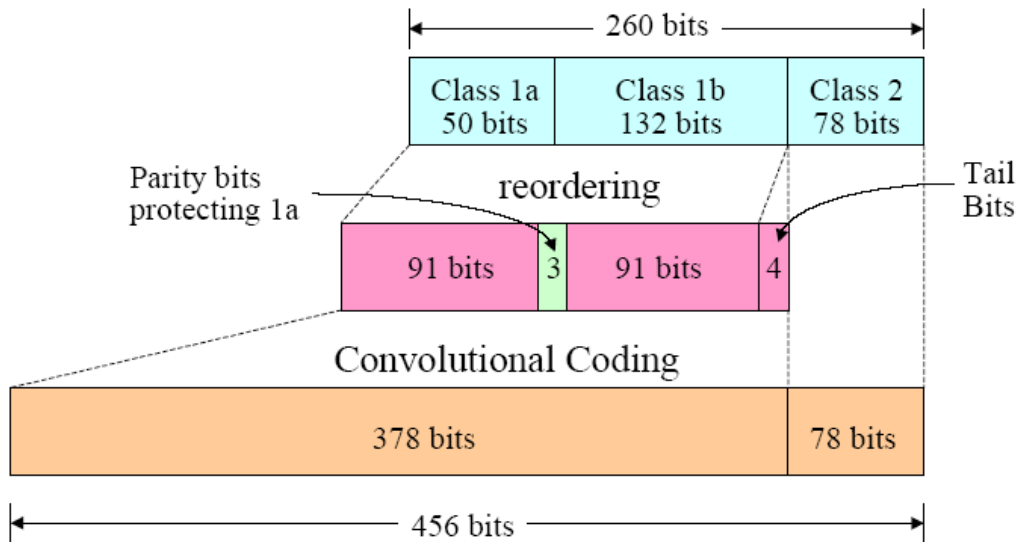 260 bits
Class 1a
50 bits
Class 1b
132 bits
Class 2
78 bits
Parity bits
protecting 1a
reordering
Tail
Bits
91 bits
3
91 bits
4
Convolutional Coding
378 bits
78 bits
456 bits